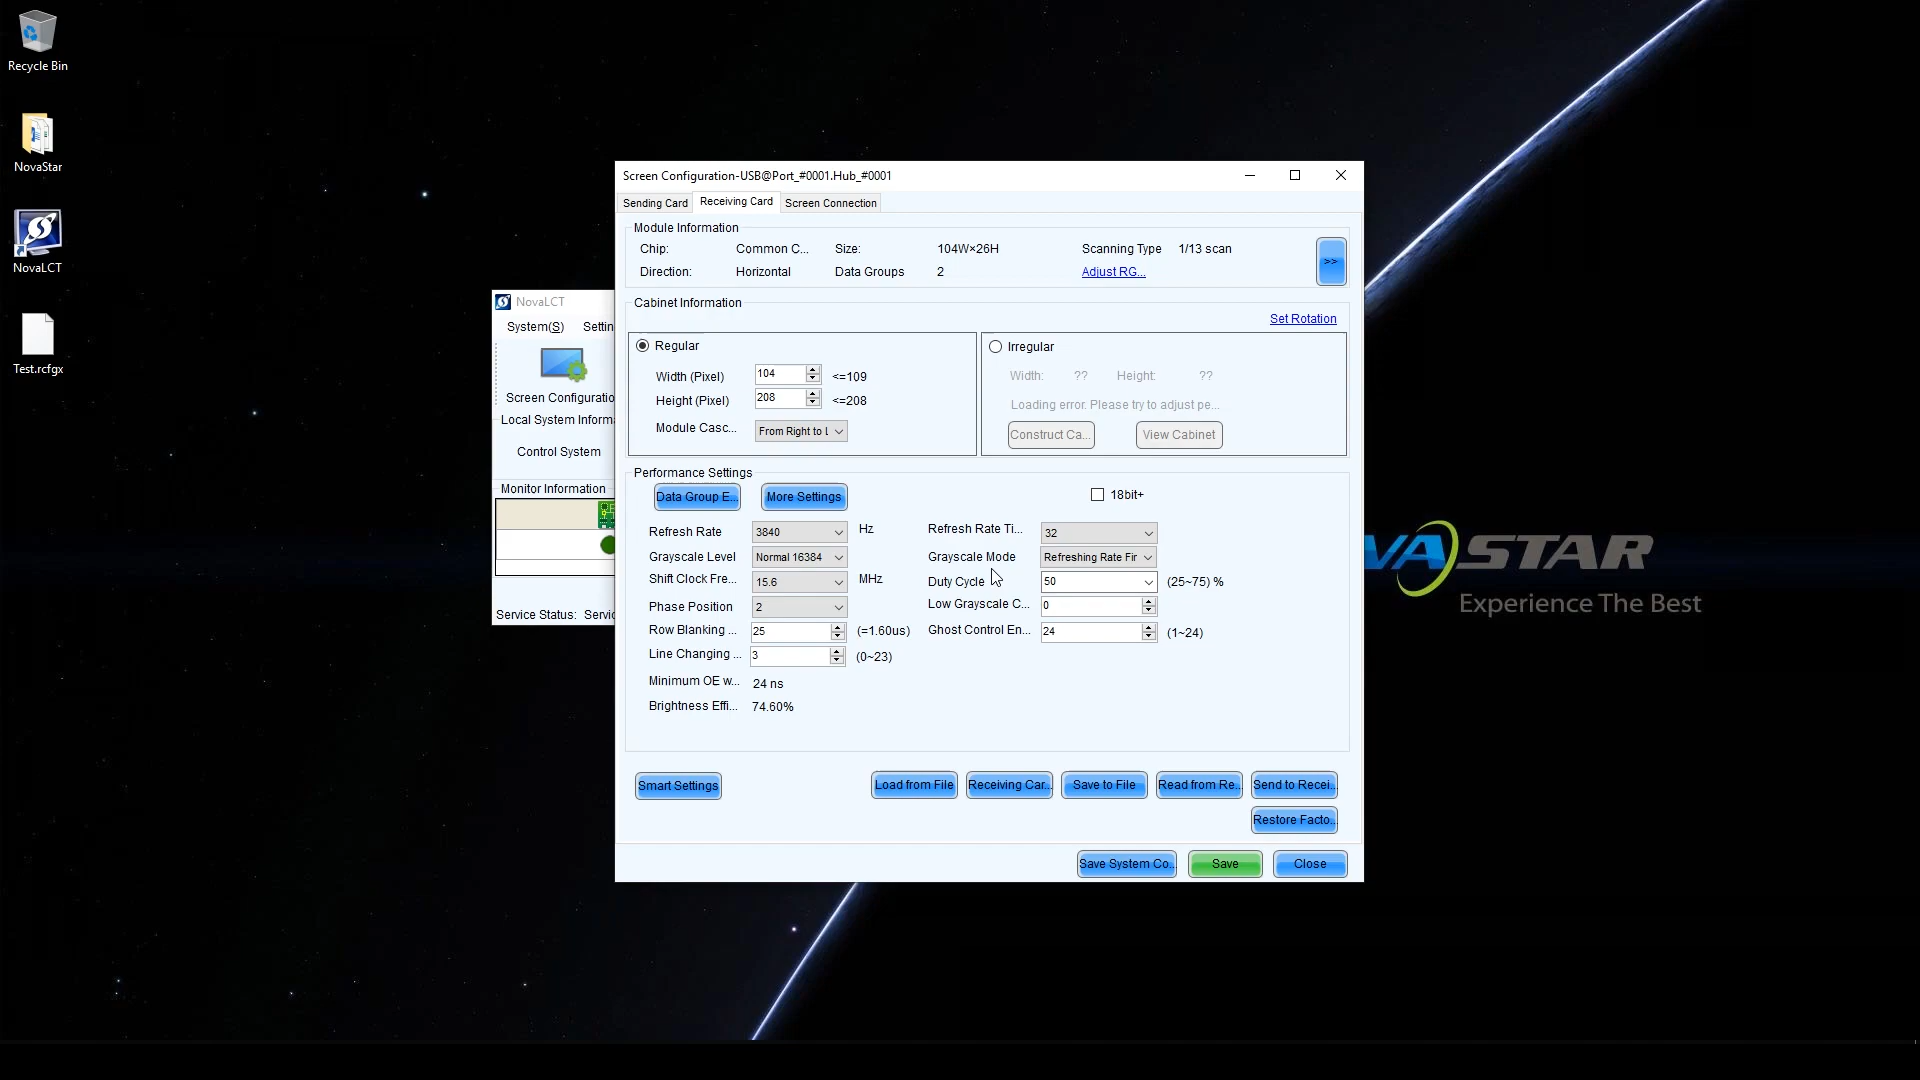 Recycle Bin
NovaStar
NovaLCT
Test.rcfgx
NovaLCT
System(S) Settin
Screen Configuratio
Local System Inform
Control System
Monitor Information
Service Status: Servic
Screen Configuration-USB@Port_#0001.Hub_#0001
Sending Card Receiving Card Screen Connection
Module Information
Chip: Common C... Size: 104W×26H Scanning Type 1/13 scan
Direction: Horizontal Data Groups 2 Adjust RG...
>>
Cabinet Information
Set Rotation
Regular
Width (Pixel) 104 <=109
Height (Pixel) 208 <=208
Module Casc... From Right to L
Irregular
Width: ?? Height: ??
Loading error. Please try to adjust pe...
Construct Ca... View Cabinet
Performance Settings
Data Group E... More Settings 18bit+
Refresh Rate 3840 Hz Refresh Rate Ti... 32
Grayscale Level Normal 16384 Grayscale Mode Refreshing Rate Fir
Shift Clock Fre... 15.6 MHz Duty Cycle 50 (25~75) %
Phase Position 2 Low Grayscale C... 0
Row Blanking ... 25 (=1.60us) Ghost Control En... 24 (1~24)
Line Changing ... 3 (0~23)
Minimum OE w... 24 ns
Brightness Effi... 74.60%
Smart Settings Load from File Receiving Car... Save to File Read from Re... Send to Recei...
Restore Facto...
Save System Co... Save Close
VA STAR
Experience The Best